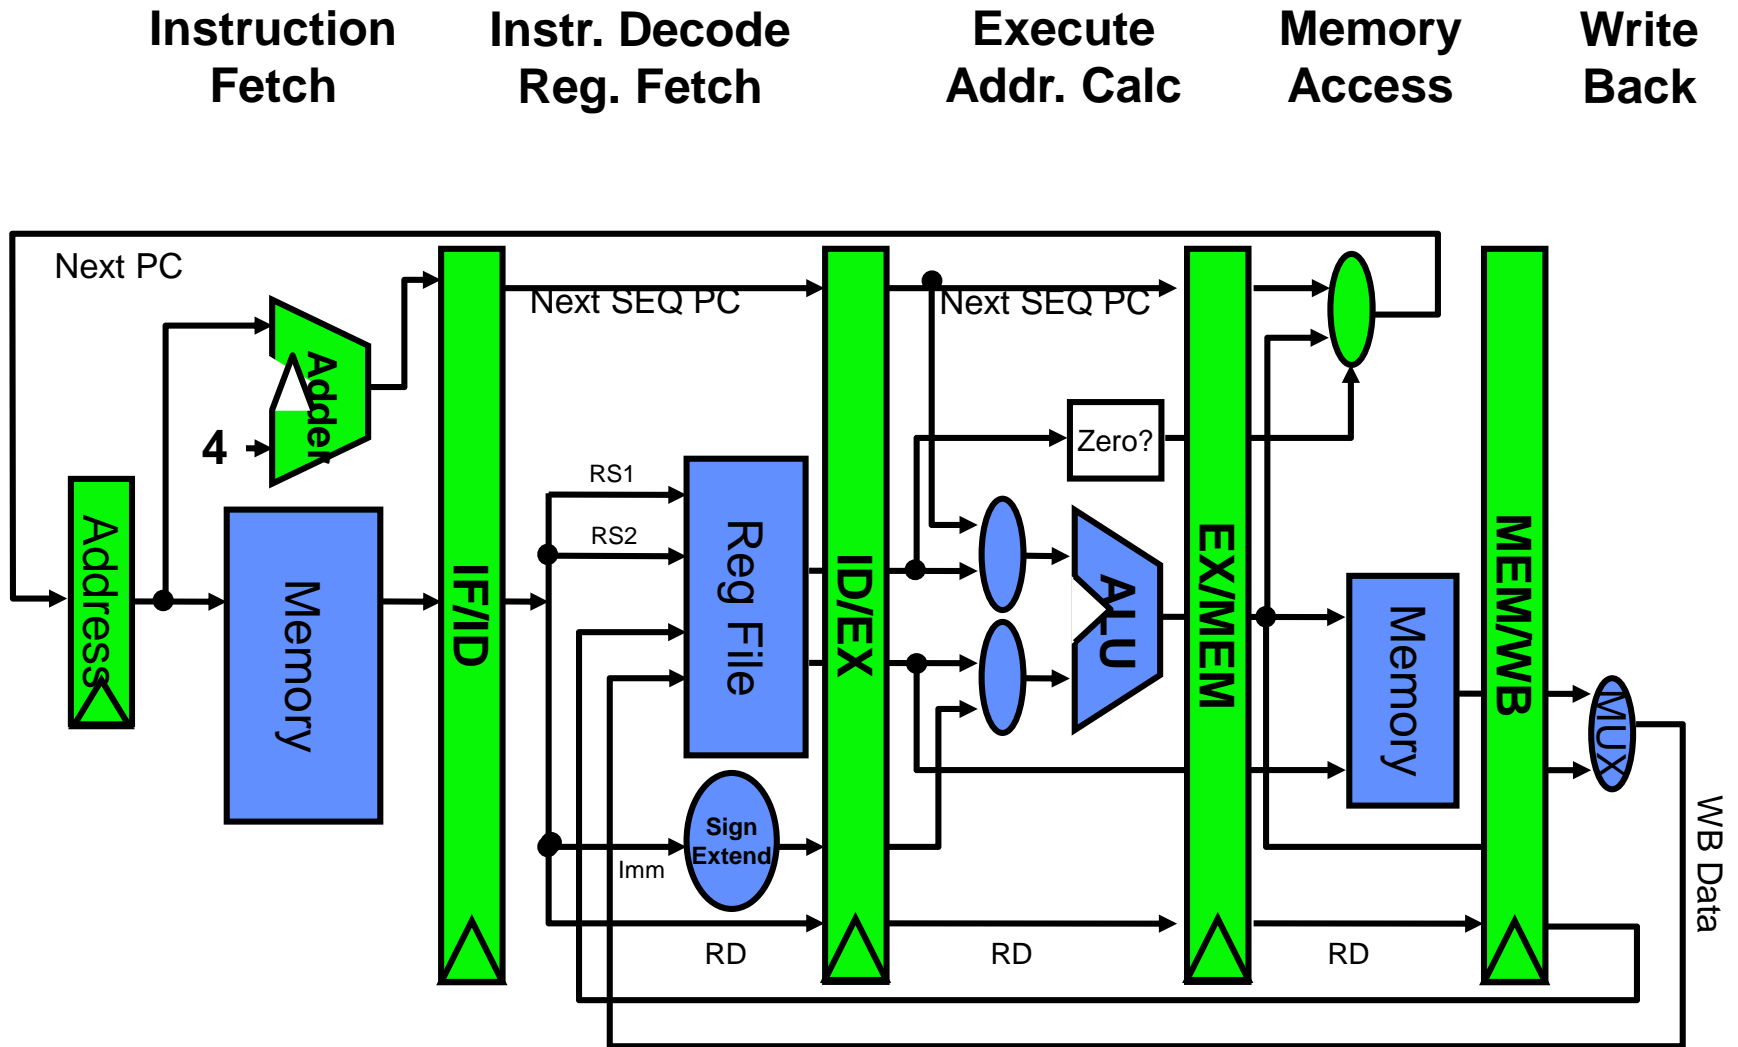 Instruction
Fetch
Instr. Decode
Reg. Fetch
Execute
Addr. Calc
Memory
Access
Write
Back
Next PC
Next SEQ PC
Next SEQ PC
Adder
4
Zero?
RS1
RS2
Address
Memory
IF/ID
Reg File
ID/EX
ALU
EX/MEM
Memory
MEM/WB
MUX
Sign
Extend
Imm
WB Data
RD
RD
RD